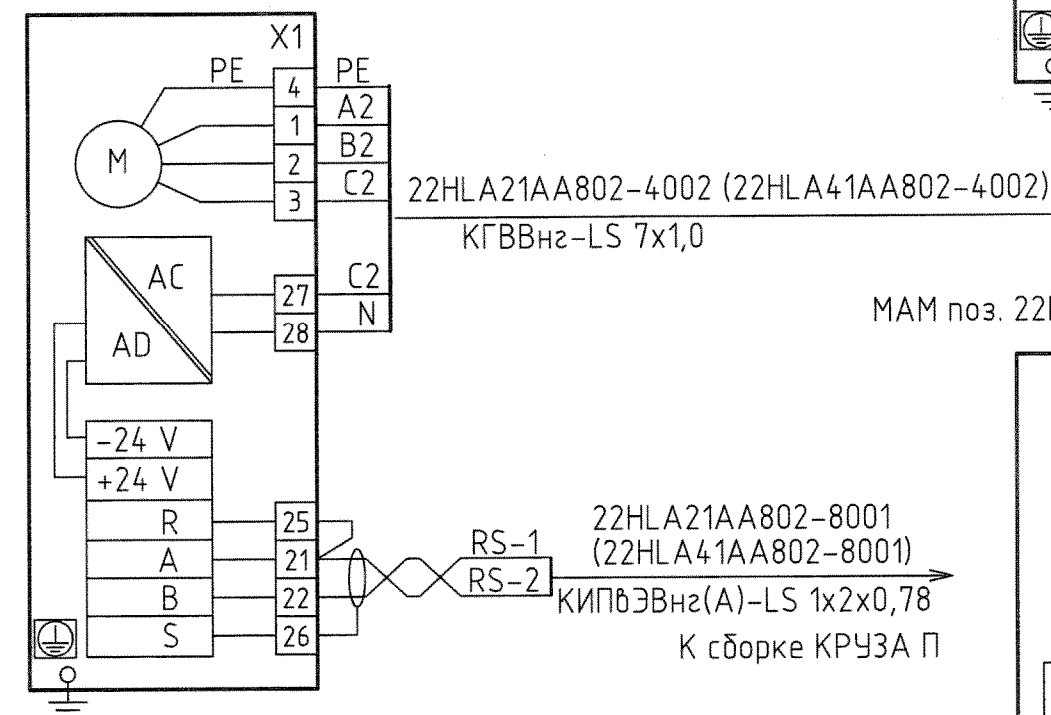 X1
PE 4 PE
1 A2
M 2 B2
3 C2
22HLA21AA802-4002 (22HLA41AA802-4002)
КГВВнг-LS 7x1,0
AC 27 C2
AD 28 N
МАМ поз.
-24 V
+24 V
R 25
A 21 RS-1
B 22 RS-2
S 26
22HLA21AA802-8001
(22HLA41AA802-8001)
КИПвЭВнг(А)-LS 1x2x0,78
К сборке КРУЗА П